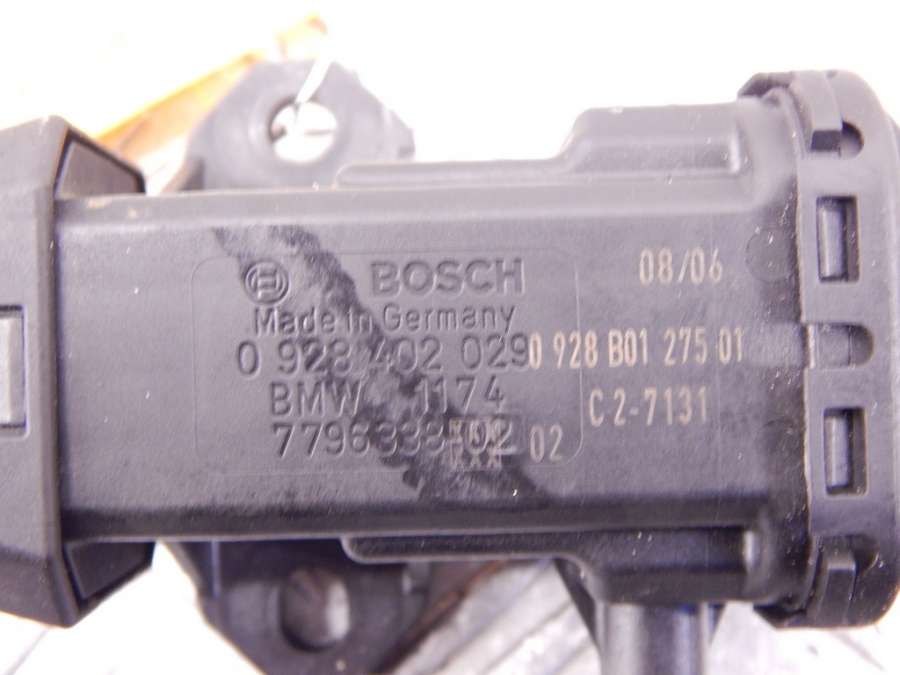 BOSCH
08/06
Made in Germany
0 928 402 029
0 928 B01 275 01
BMW 1174
C 2-7131
7796338 02
02